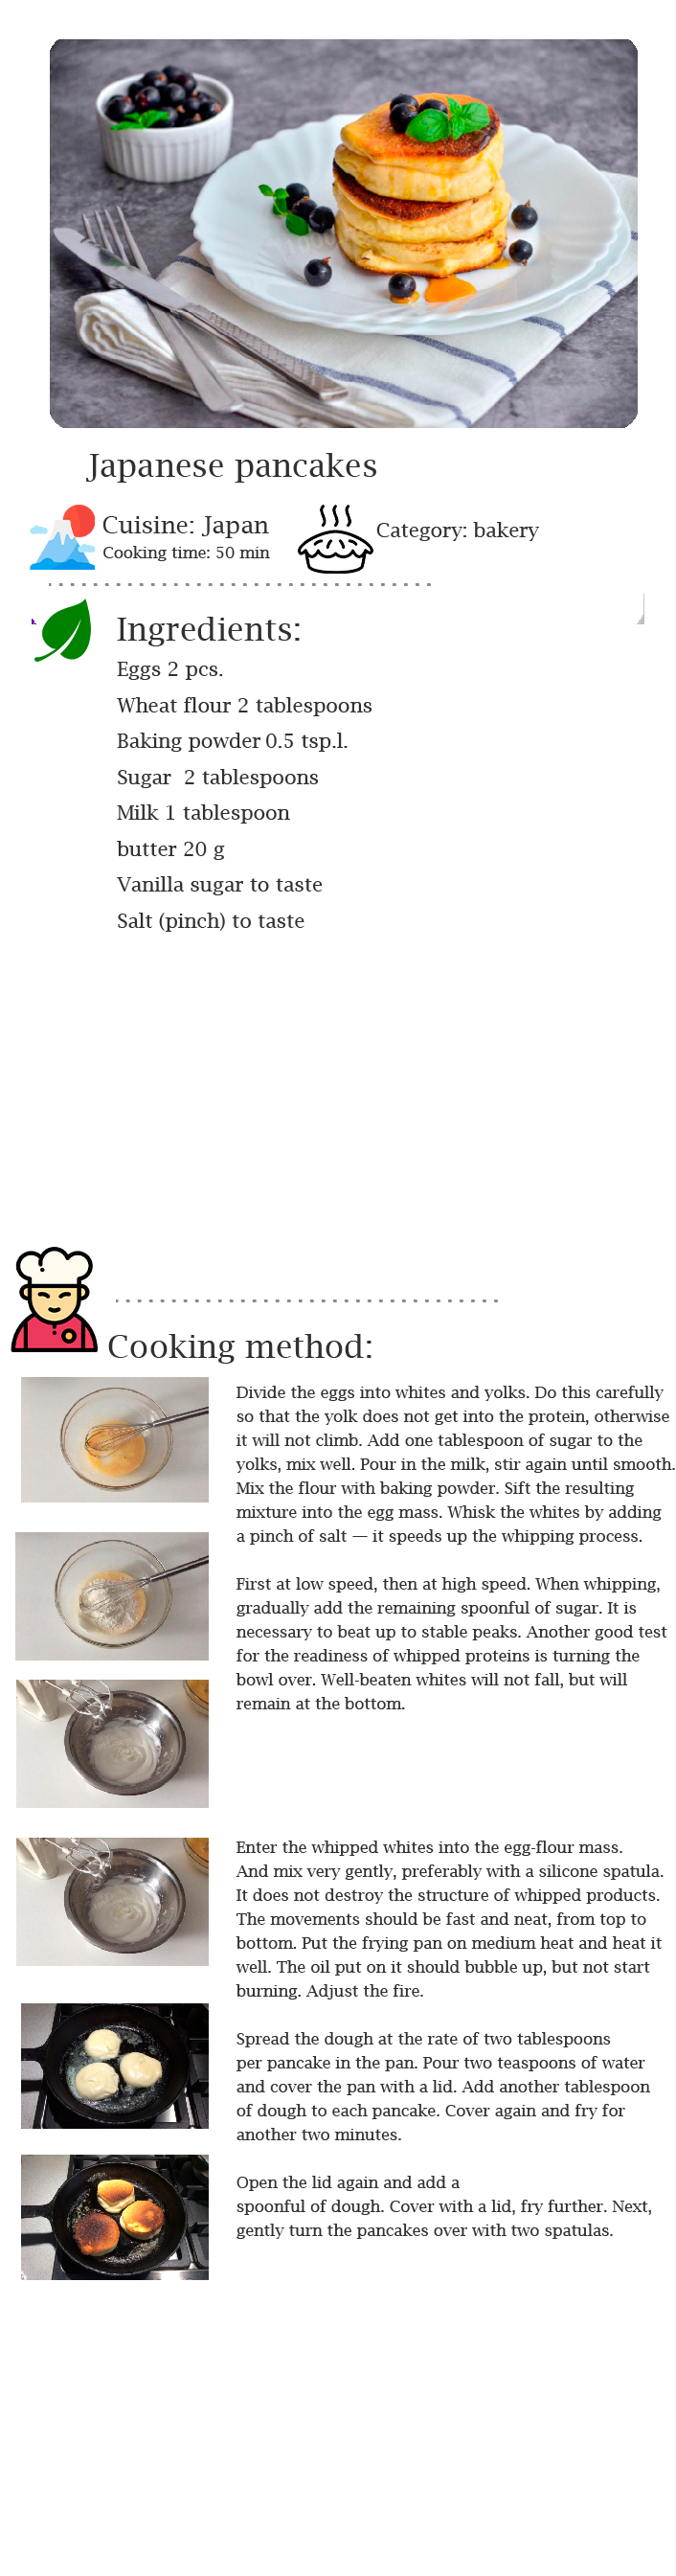 Japanese pancakes
Cuisine: Japan
Cooking time: 50 min
Category: bakery
Ingredients:
Eggs 2 pcs.
Wheat flour 2 tablespoons
Baking powder 0.5 tsp.l.
Sugar  2 tablespoons
Milk 1 tablespoon
butter 20 g
Vanilla sugar to taste
Salt (pinch) to taste
Cooking method:
Divide the eggs into whites and yolks. Do this carefully
so that the yolk does not get into the protein, otherwise
it will not climb. Add one tablespoon of sugar to the
yolks, mix well. Pour in the milk, stir again until smooth.
Mix the flour with baking powder. Sift the resulting
mixture into the egg mass. Whisk the whites by adding
a pinch of salt — it speeds up the whipping process.
First at low speed, then at high speed. When whipping,
gradually add the remaining spoonful of sugar. It is
necessary to beat up to stable peaks. Another good test
for the readiness of whipped proteins is turning the
bowl over. Well-beaten whites will not fall, but will
remain at the bottom.
Enter the whipped whites into the egg-flour mass.
And mix very gently, preferably with a silicone spatula.
It does not destroy the structure of whipped products.
The movements should be fast and neat, from top to
bottom. Put the frying pan on medium heat and heat it
well. The oil put on it should bubble up, but not start
burning. Adjust the fire.
Spread the dough at the rate of two tablespoons
per pancake in the pan. Pour two teaspoons of water
and cover the pan with a lid. Add another tablespoon
of dough to each pancake. Cover again and fry for
another two minutes.
Open the lid again and add a
spoonful of dough. Cover with a lid, fry further. Next,
gently turn the pancakes over with two spatulas.